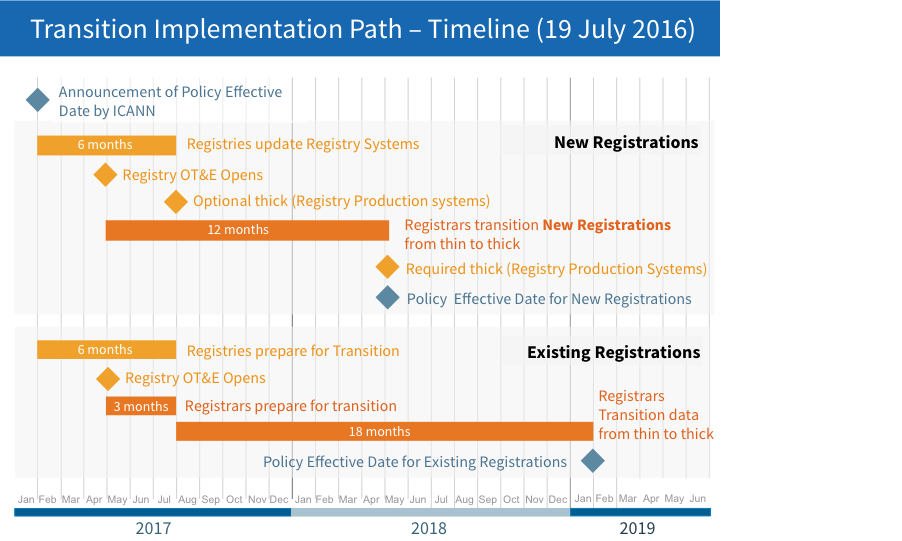 Transition Implementation Path – Timeline (19 July 2016)
Announcement of Policy Effective
Date by ICANN
6 months
Registries update Registry Systems
New Registrations
Registry OT&E Opens
Optional thick (Registry Production systems)
12 months
Registrars transition New Registrations
from thin to thick
Required thick (Registry Production Systems)
Policy Effective Date for New Registrations
6 months
Registries prepare for Transition
Existing Registrations
Registry OT&E Opens
3 months
Registrars prepare for transition
Registrars
Transition data
from thin to thick
18 months
Policy Effective Date for Existing Registrations
Jan Feb Mar Apr May Jun Jul Aug Sep Oct Nov Dec Jan Feb Mar Apr May Jun Jul Aug Sep Oct Nov Dec Jan Feb Mar Apr May Jun
2017 2018 2019